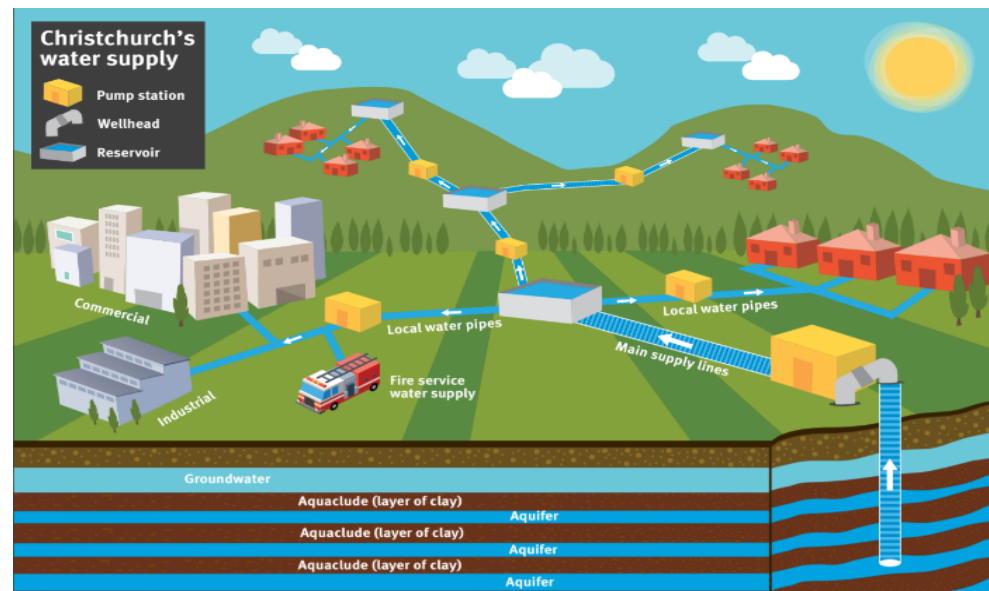 Christchurch's
water supply
Pump station
Wellhead
Reservoir
Commercial
Local water pipes
Local water pipes
Main supply lines
Industrial
Fire service
water supply
Groundwater
Aquaclude (layer of clay)
Aquifer
Aquaclude (layer of clay)
Aquifer
Aquaclude (layer of clay)
Aquifer